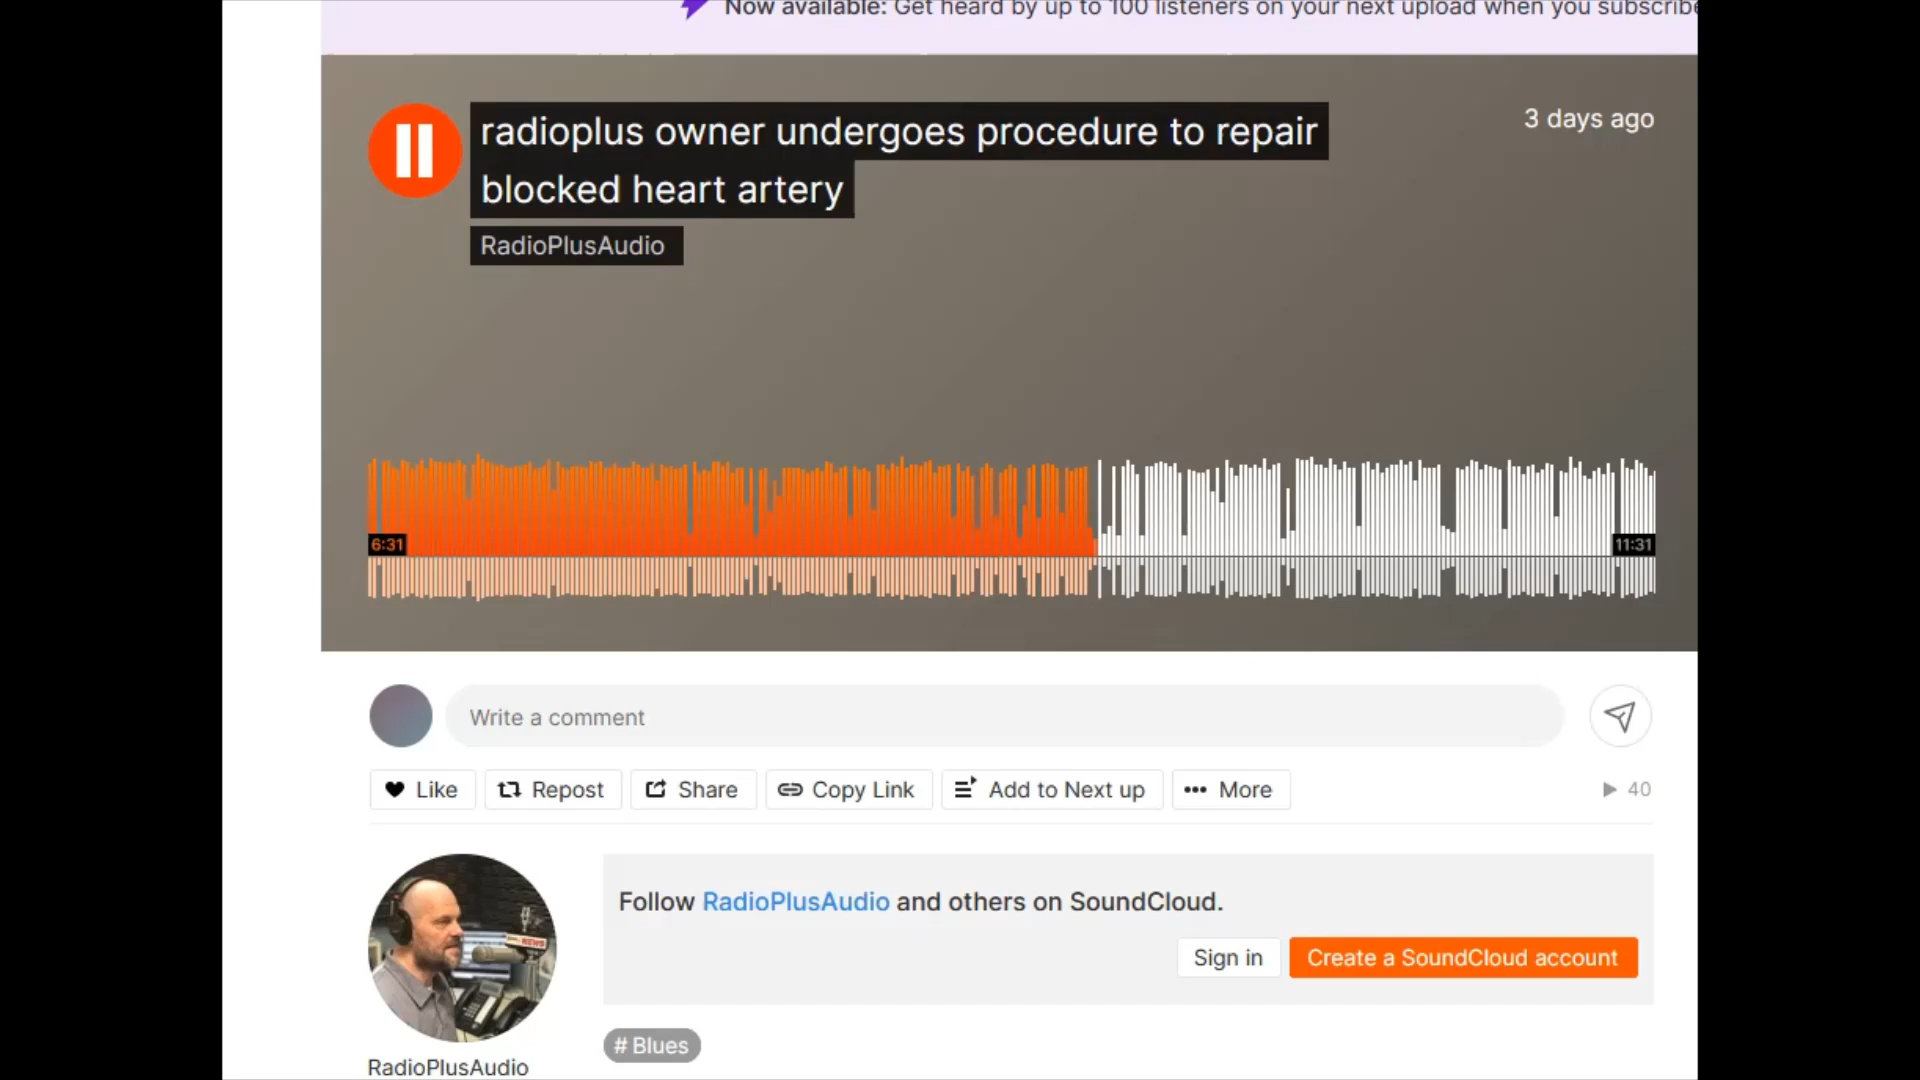 Now available: Get heard by up to 100 listeners on your next upload when you subscribe
radioplus owner undergoes procedure to repair
blocked heart artery
3 days ago
RadioPlusAudio
6:31
11:31
Write a comment
Like
Repost
Share
Copy Link
Add to Next up
More
40
Follow RadioPlusAudio and others on SoundCloud.
NEWS
Sign in
Create a SoundCloud account
# Blues
RadioPlusAudio